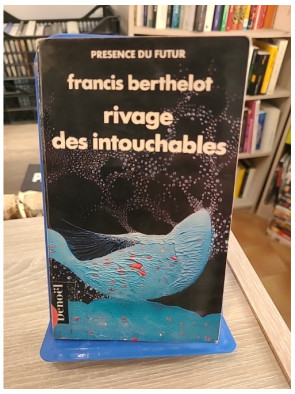 PRESENCE DU FUTUR
francis berthelot
rivage
des intouchables
Denoël